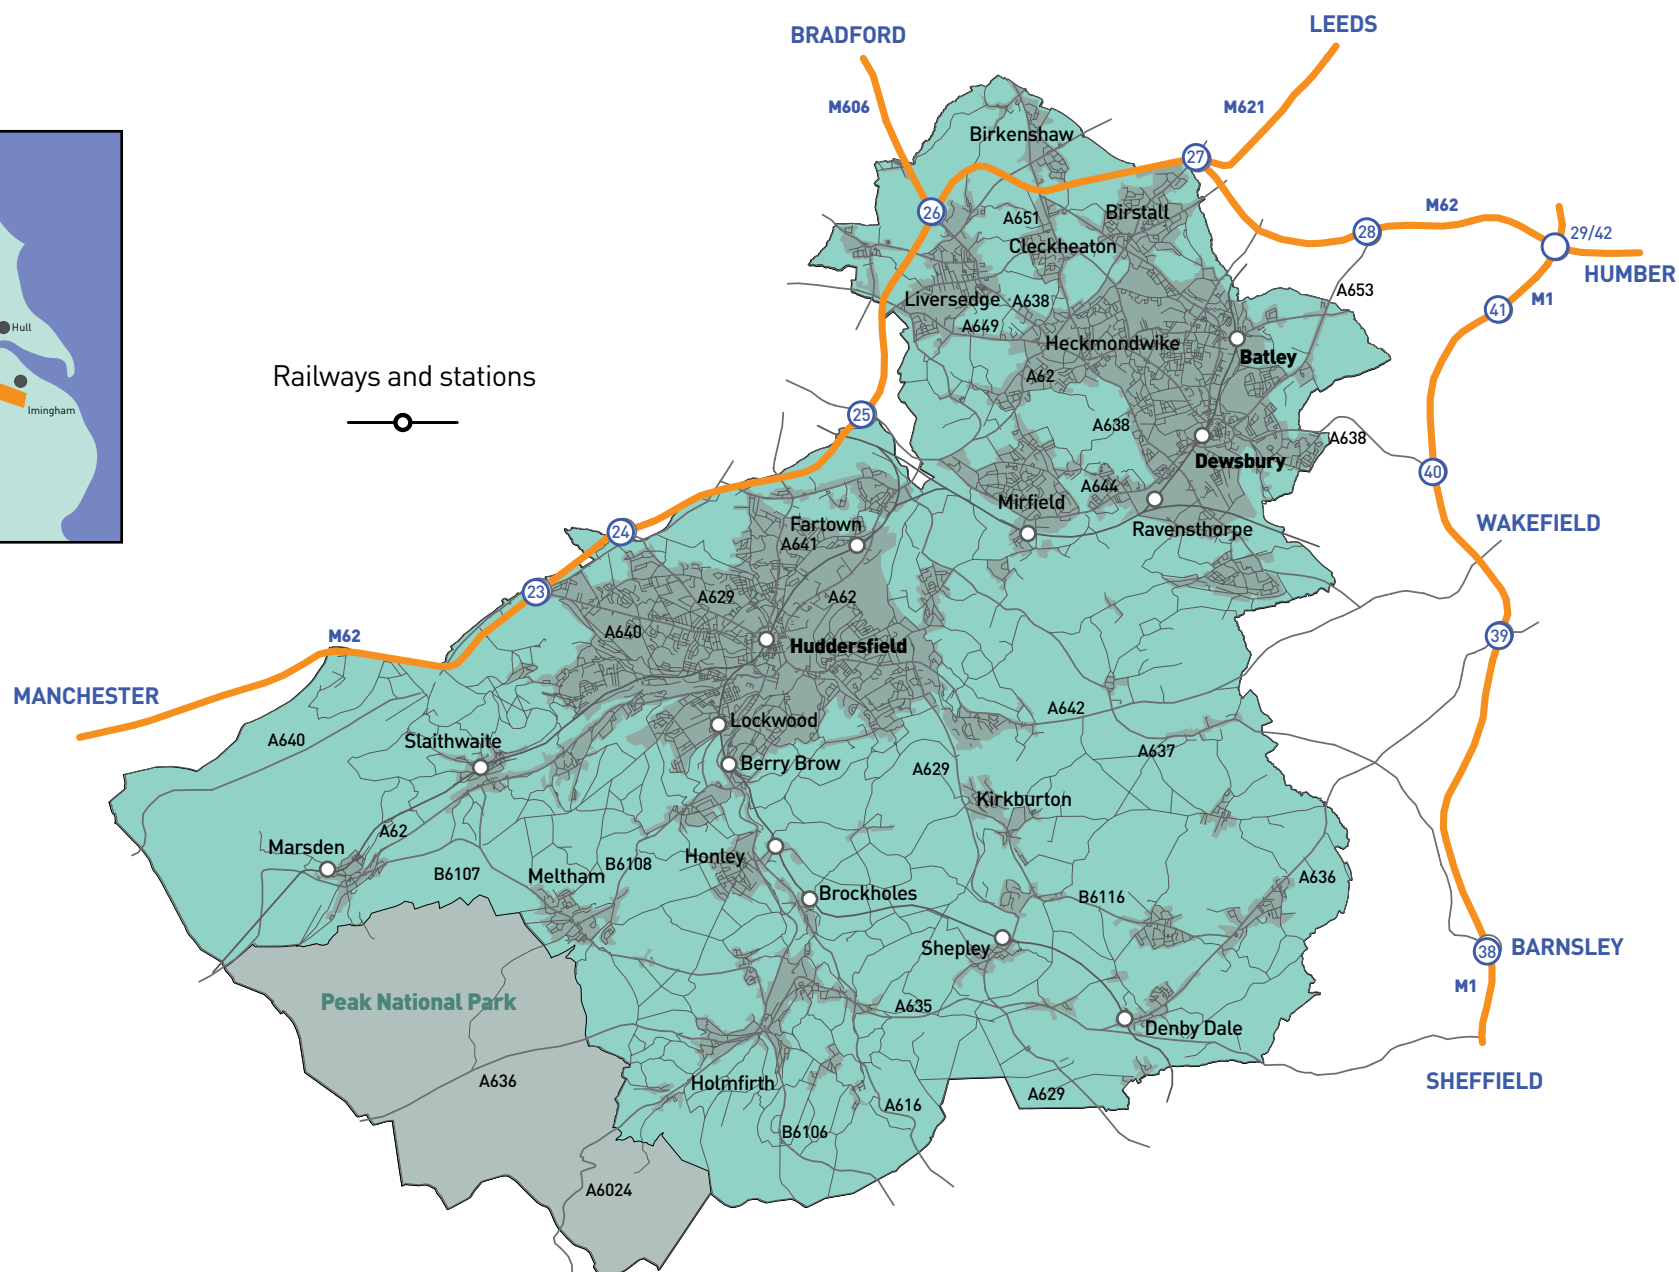 LEEDS
BRADFORD
M606
M621
Birkenshaw
27
26
A651
Birstall
M62
28
29/42
HUMBER
Cleckheaton
A653
M1
41
Liversedge
A638
A649
Heckmondwike
Batley
Hull
Imingham
Railways and stations
A62
25
A638
A638
Dewsbury
40
A644
Mirfield
Ravensthorpe
WAKEFIELD
24
Fartown
A641
23
A629
A62
A640
Huddersfield
39
M62
MANCHESTER
A642
Lockwood
A640
Slaithwaite
A637
Berry Brow
A629
Kirkburton
A62
Marsden
Honley
B6108
B6107
Meltham
A636
Brockholes
B6116
Shepley
38
BARNSLEY
M1
Peak National Park
A635
Denby Dale
A636
Holmfirth
SHEFFIELD
A629
A616
B6106
A6024